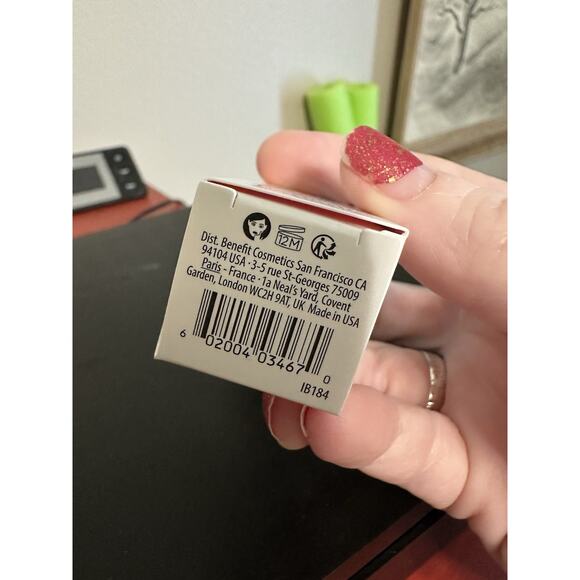 12M
Dist. Benefit Cosmetics San Francisco CA
94104 USA · 3-5 rue St-Georges 75009
Paris - France · 1a Neal's Yard, Covent
Garden, London WC2H 9AT, UK Made in USA
6 02004 03467 0
IB184